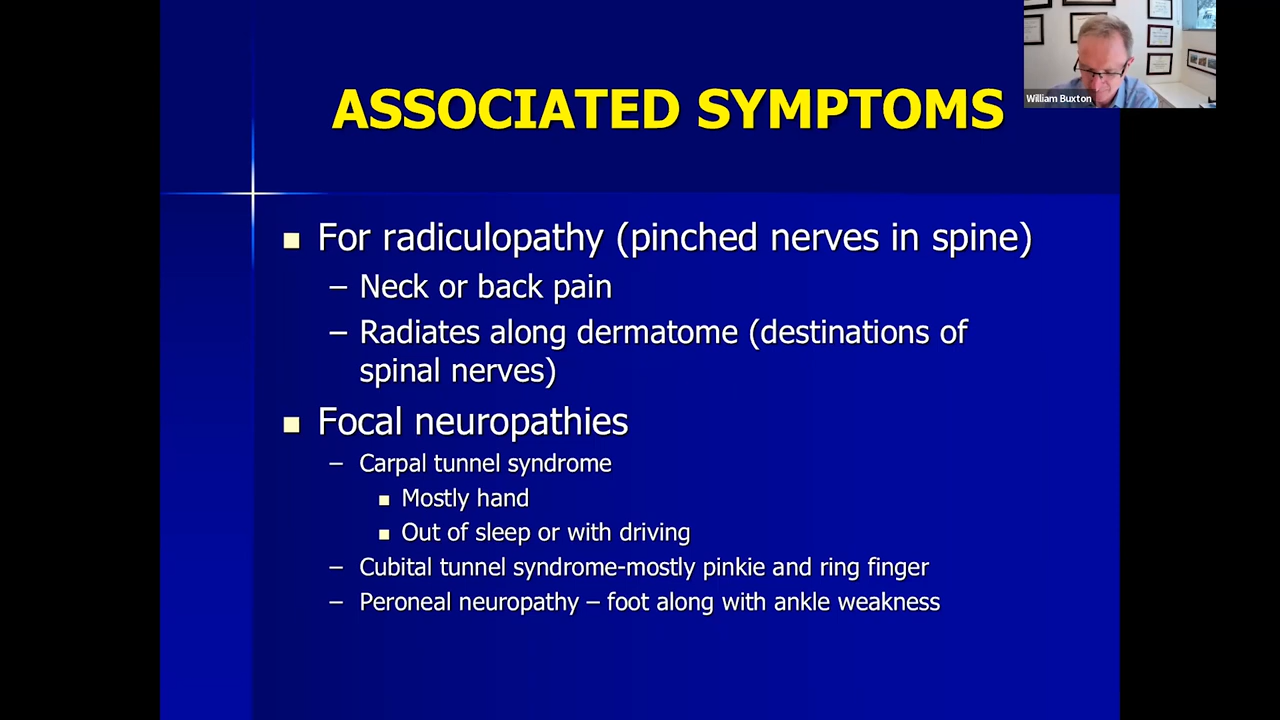 William Buxton
ASSOCIATED SYMPTOMS
For radiculopathy (pinched nerves in spine)
– Neck or back pain
– Radiates along dermatome (destinations of
spinal nerves)
Focal neuropathies
– Carpal tunnel syndrome
Mostly hand
Out of sleep or with driving
– Cubital tunnel syndrome-mostly pinkie and ring finger
– Peroneal neuropathy – foot along with ankle weakness